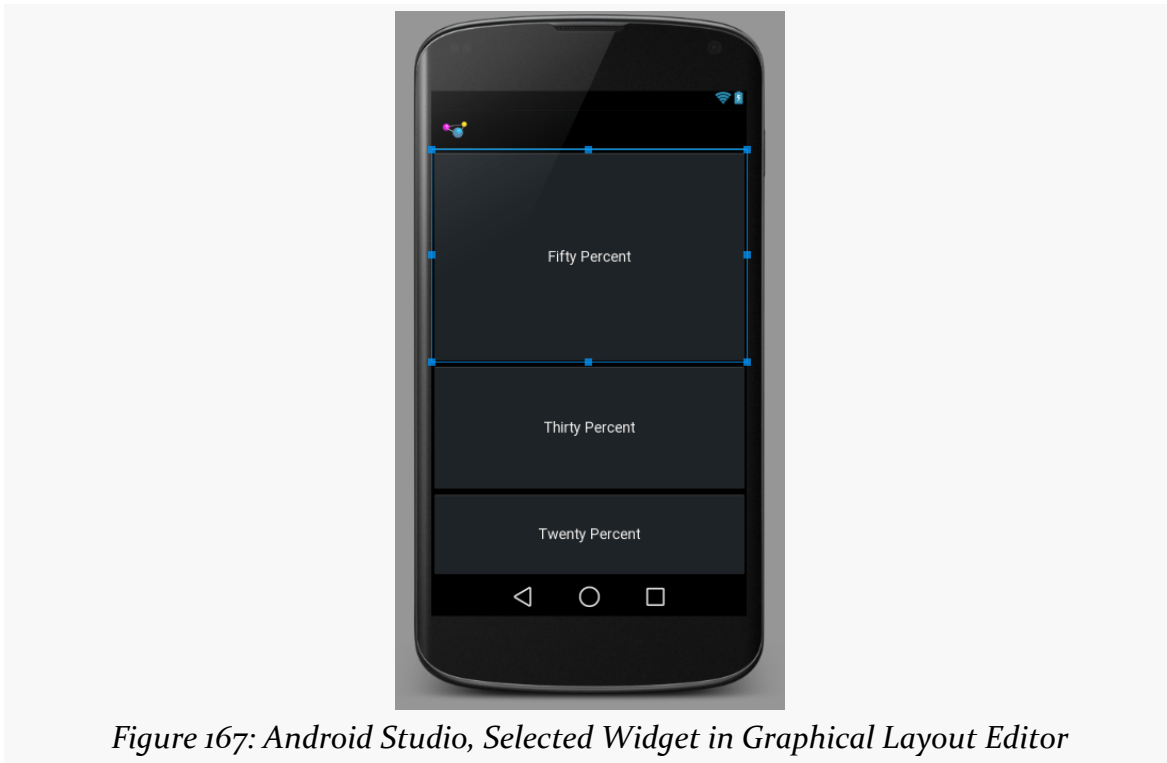 Fifty Percent
Thirty Percent
Twenty Percent
Figure 167: Android Studio, Selected Widget in Graphical Layout Editor